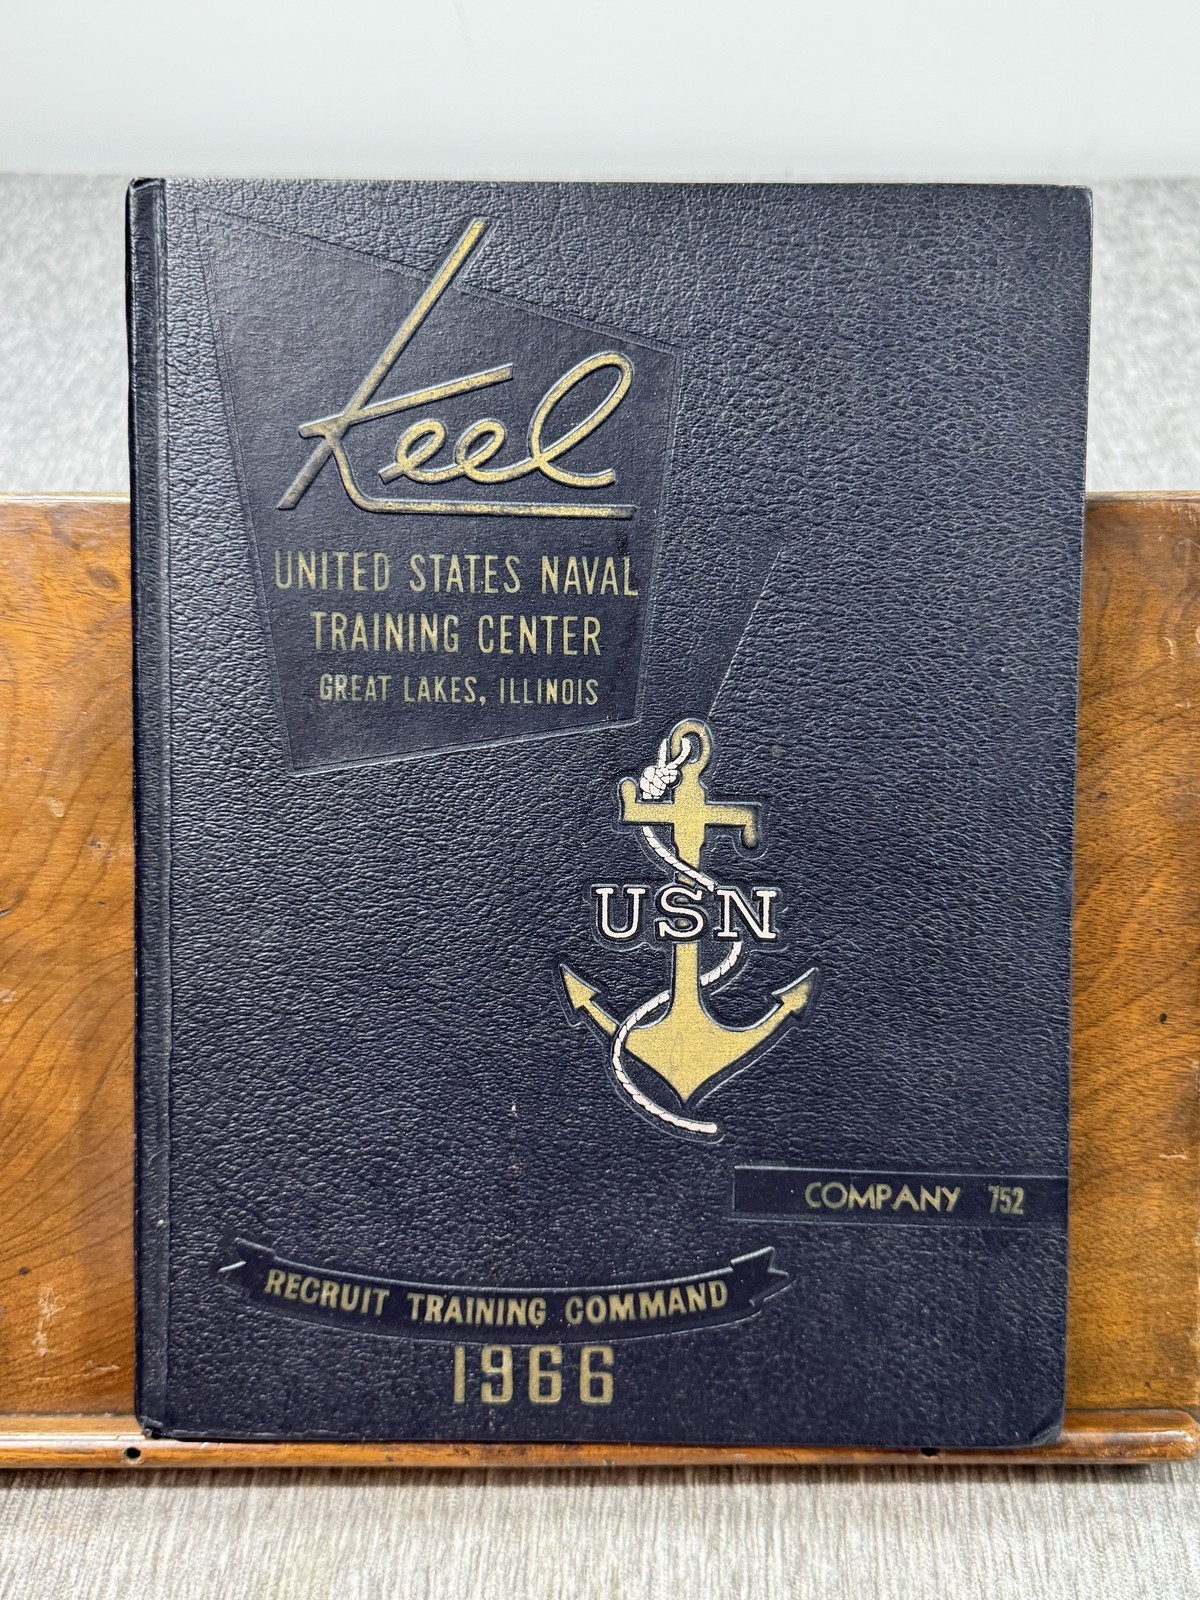 Keel
UNITED STATES NAVAL
TRAINING CENTER
GREAT LAKES, ILLINOIS
USN
COMPANY 752
RECRUIT TRAINING COMMAND
1966